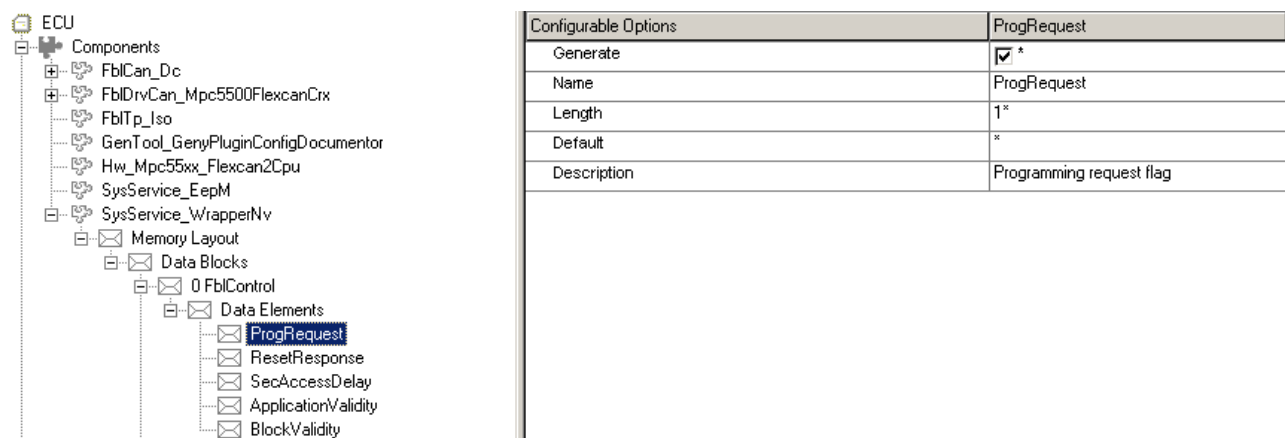 ECU
Components
FblCan_Dc
FblDrvCan_Mpc5500FlexcanCrx
FblTp_Iso
GenTool_GenyPluginConfigDocumentor
Hw_Mpc55xx_Flexcan2Cpu
SysService_EepM
SysService_WrapperNv
Memory Layout
Data Blocks
0 FblControl
Data Elements
ProgRequest
ResetResponse
SecAccessDelay
ApplicationValidity
BlockValidity
Configurable Options ProgRequest
Generate *
Name ProgRequest
Length 1*
Default *
Description Programming request flag